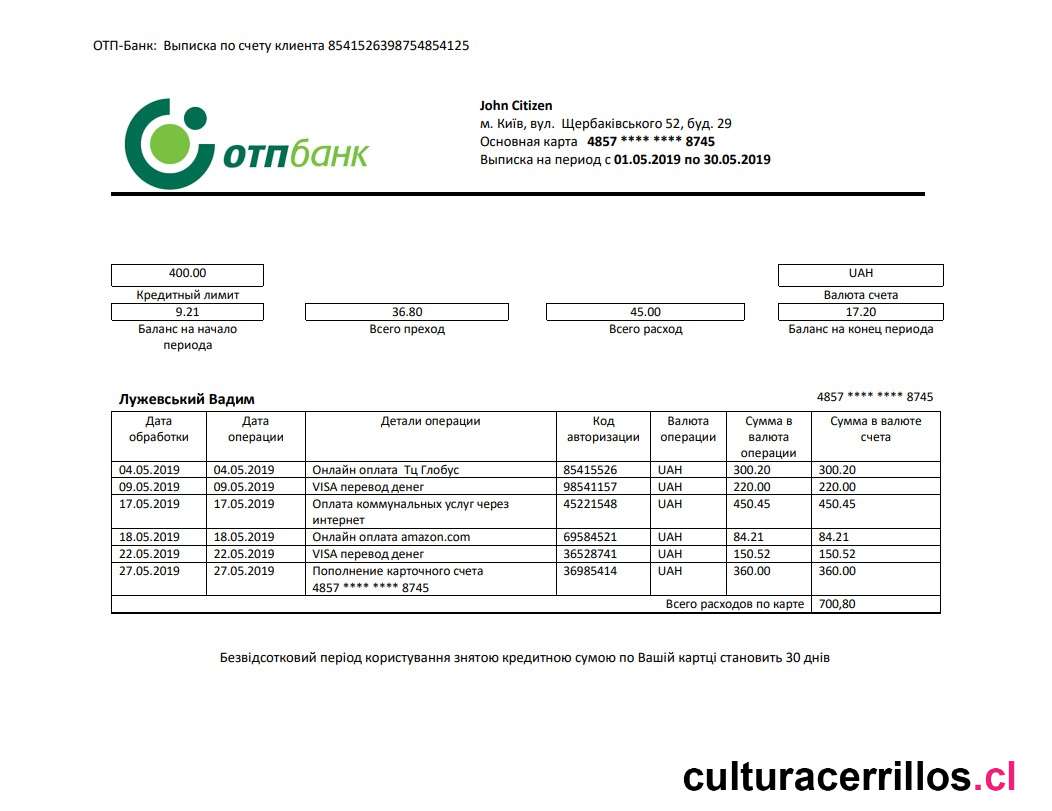 ОТП-Банк: Выписка по счету клиента 8541526398754854125
отпбанк
John Citizen
м. Київ, вул. Щербаківського 52, буд. 29
Основная карта 4857 **** **** 8745
Выписка на период с 01.05.2019 по 30.05.2019
400.00 UAH
Кредитный лимит Валюта счета
9.21 36.80 45.00 17.20
Баланс на начало Всего преход Всего расход Баланс на конец периода
периода
Лужевський Вадим 4857 **** **** 8745
Дата Дата Детали операции Код Валюта Сумма в Сумма в валюте
обработки операции авторизации операции валюта счета
операции
04.05.2019 04.05.2019 Онлайн оплата Тц Глобус 85415526 UAH 300.20 300.20
09.05.2019 09.05.2019 VISA перевод денег 98541157 UAH 220.00 220.00
17.05.2019 17.05.2019 Оплата коммунальных услуг через 45221548 UAH 450.45 450.45
интернет
18.05.2019 18.05.2019 Онлайн оплата amazon.com 69584521 UAH 84.21 84.21
22.05.2019 22.05.2019 VISA перевод денег 36528741 UAH 150.52 150.52
27.05.2019 27.05.2019 Пополнение карточного счета 36985414 UAH 360.00 360.00
4857 **** **** 8745
Всего расходов по карте 700,80
Безвідсотковий період користування знятою кредитною сумою по Вашій картці становить 30 днів
culturacerrillos.cl